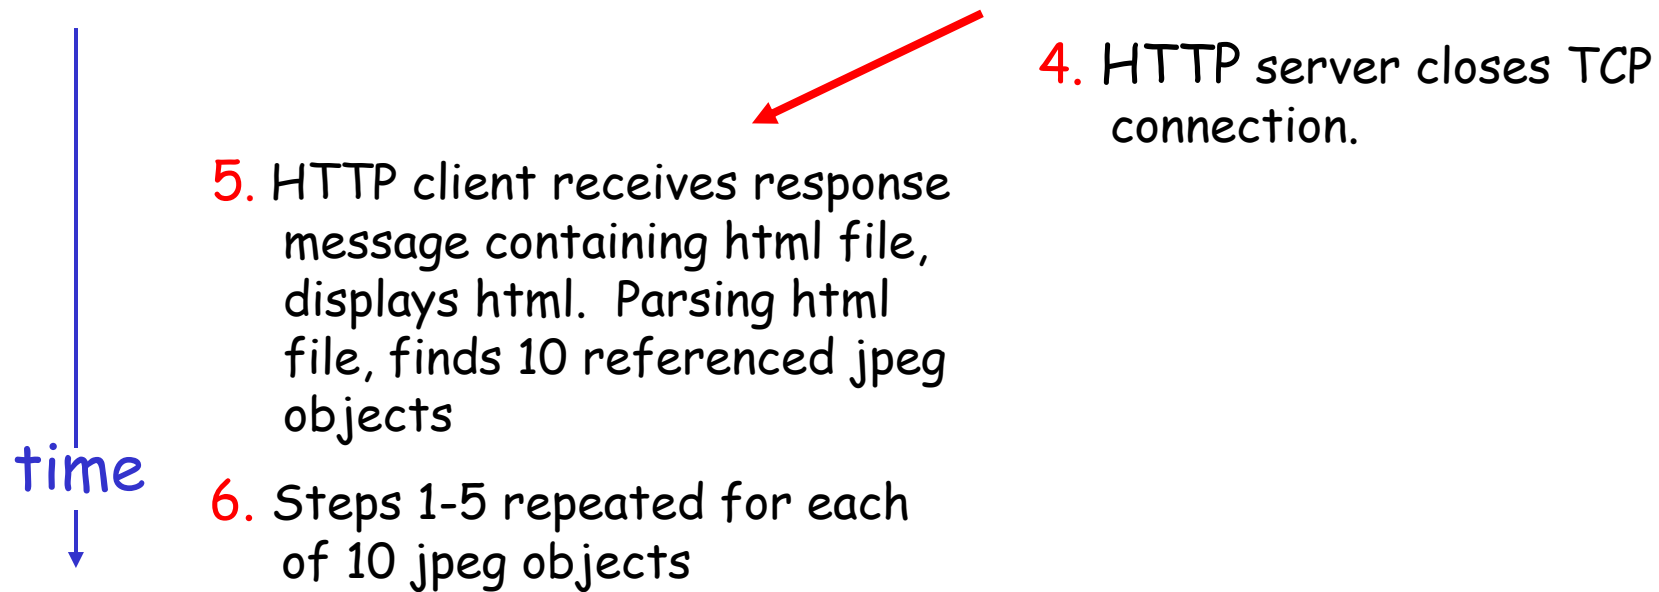 4. HTTP server closes TCP
connection.
5. HTTP client receives response
message containing html file,
displays html.  Parsing html
file, finds 10 referenced jpeg
objects
time
6. Steps 1-5 repeated for each
of 10 jpeg objects